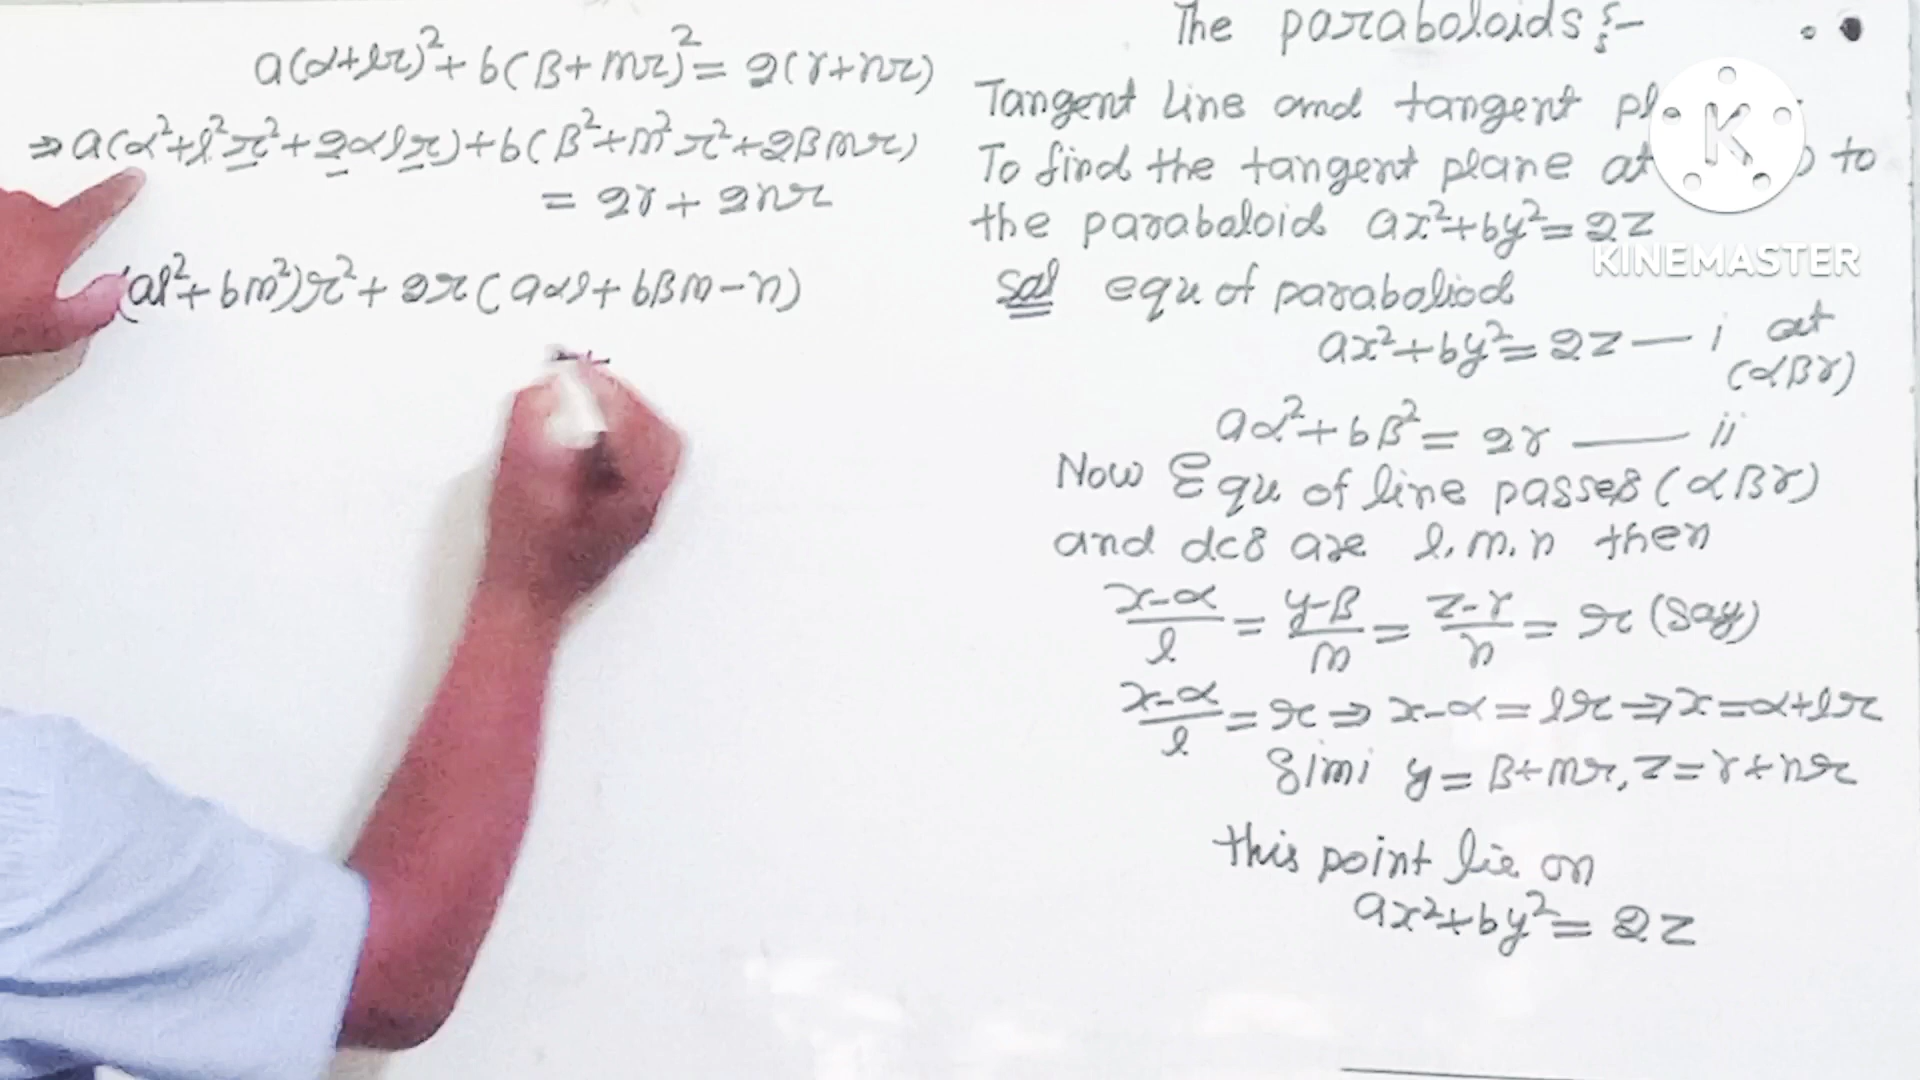 a(α+lr)²+b(β+mr)²=2(γ+nr)
⇒a(α²+l²r²+2αlr)+b(β²+m²r²+2βmr)
= 2γ+2nr
(al²+bm²)r²+2r(aαl+bβm-n)
The paraboloids:-
Tangent Line and tangent
To find the tangent plane at to
the paraboloid ax²+by²=2z
KINEMASTER
Sol equ of paraboliod
ax²+by²=2z — i at
(αβγ)
aα²+bβ²=2γ — ii
Now Equ of line passes (αβγ)
and dcs are l.m.n then
x-α/l = y-β/m = z-γ/n = r (say)
x-α/l = r ⇒ x-α=lr ⇒ x=α+lr
Simi y=β+mr, z=γ+nr
this point lie on
ax²+by²=2z